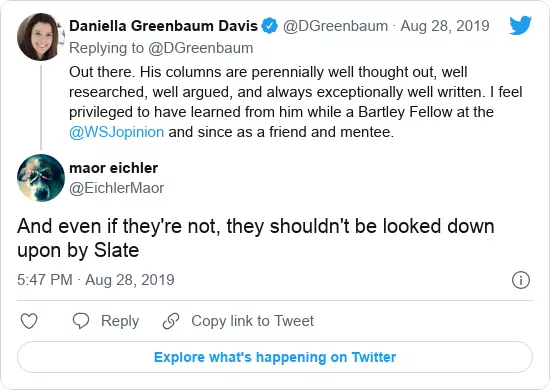 Daniella Greenbaum Davis @DGreenbaum · Aug 28, 2019
Replying to @DGreenbaum
Out there. His columns are perennially well thought out, well
researched, well argued, and always exceptionally well written. I feel
privileged to have learned from him while a Bartley Fellow at the
@WSJopinion and since as a friend and mentee.
maor eichler
@EichlerMaor
And even if they're not, they shouldn't be looked down
upon by Slate
5:47 PM · Aug 28, 2019
Reply Copy link to Tweet
Explore what's happening on Twitter